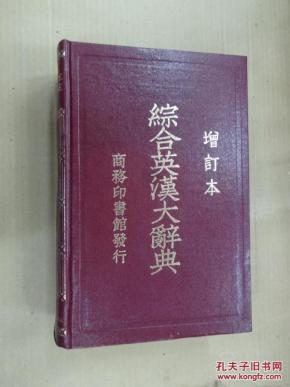 增訂本
綜合英漢大辭典
商務印書館發行
孔夫子旧书网